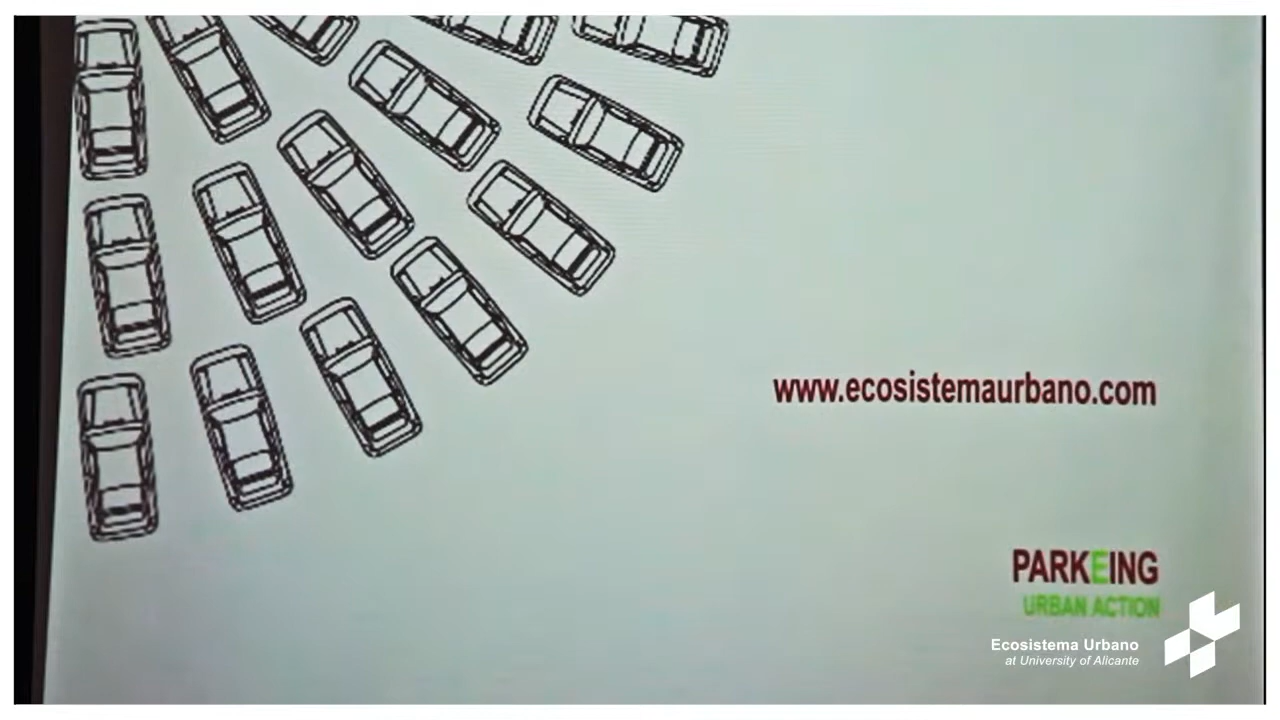 www.ecosistemaurbano.com
PARKEING
URBAN ACTION
Ecosistema Urbano
at University of Alicante